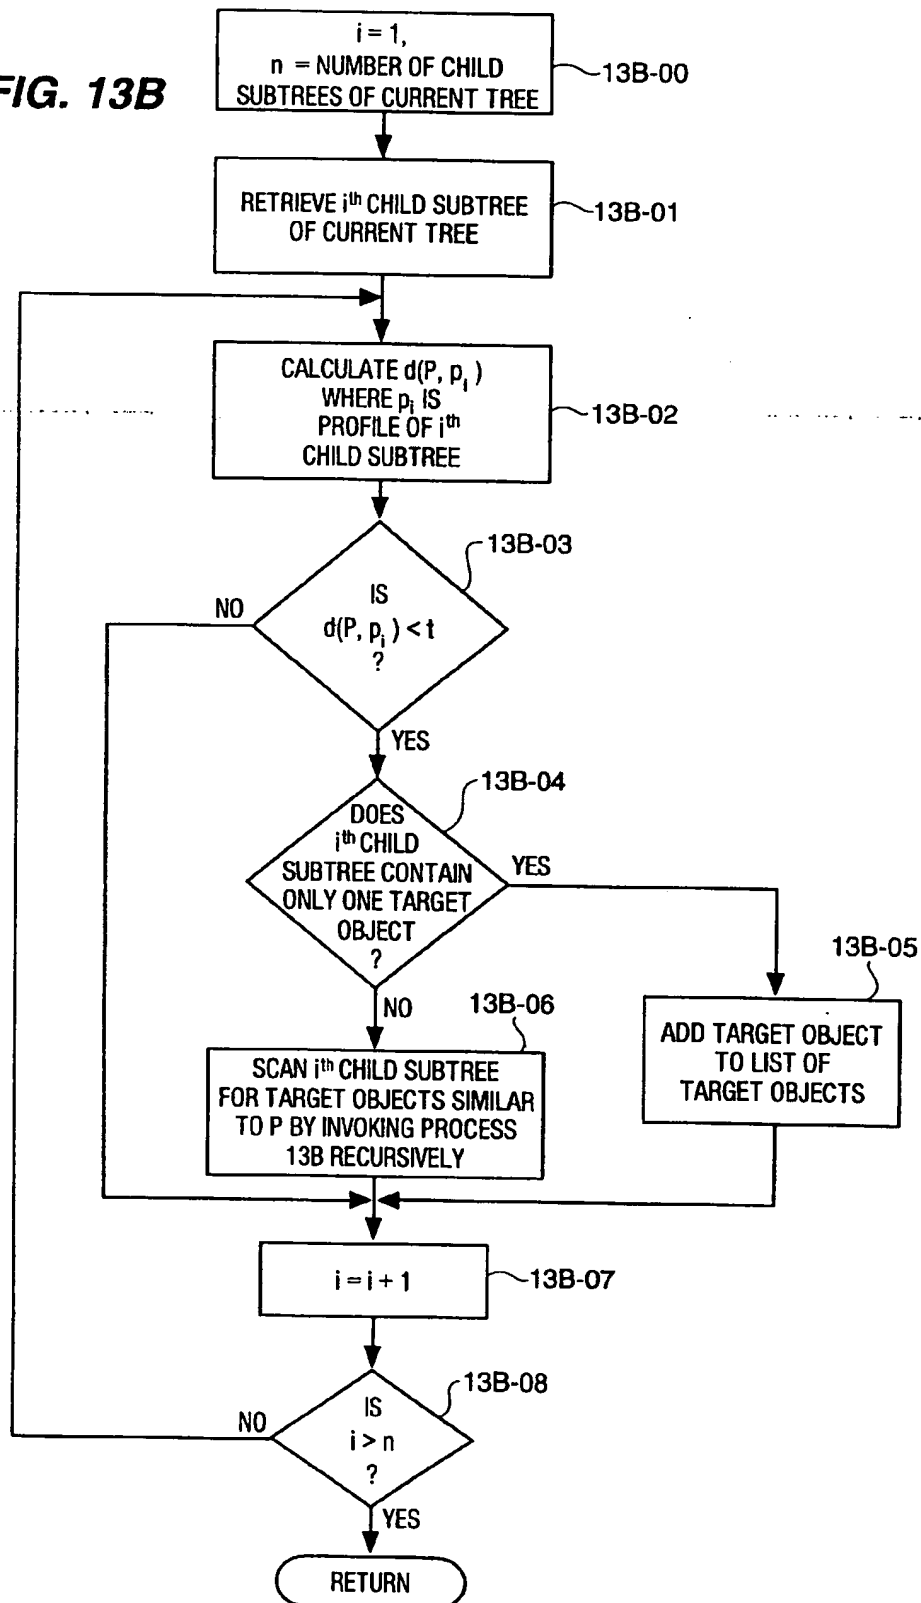 FIG. 13B
i = 1,
n = NUMBER OF CHILD
SUBTREES OF CURRENT TREE
13B-00
RETRIEVE iᵗʰ CHILD SUBTREE
OF CURRENT TREE
13B-01
CALCULATE d(P, pᵢ)
WHERE pᵢ IS
PROFILE OF iᵗʰ
CHILD SUBTREE
13B-02
13B-03
IS
d(P, pᵢ) < t
?
NO
YES
13B-04
DOES
iᵗʰ CHILD
SUBTREE CONTAIN
ONLY ONE TARGET
OBJECT
?
YES
NO
13B-05
ADD TARGET OBJECT
TO LIST OF
TARGET OBJECTS
13B-06
SCAN iᵗʰ CHILD SUBTREE
FOR TARGET OBJECTS SIMILAR
TO P BY INVOKING PROCESS
13B RECURSIVELY
i = i + 1
13B-07
13B-08
IS
i > n
?
NO
YES
RETURN